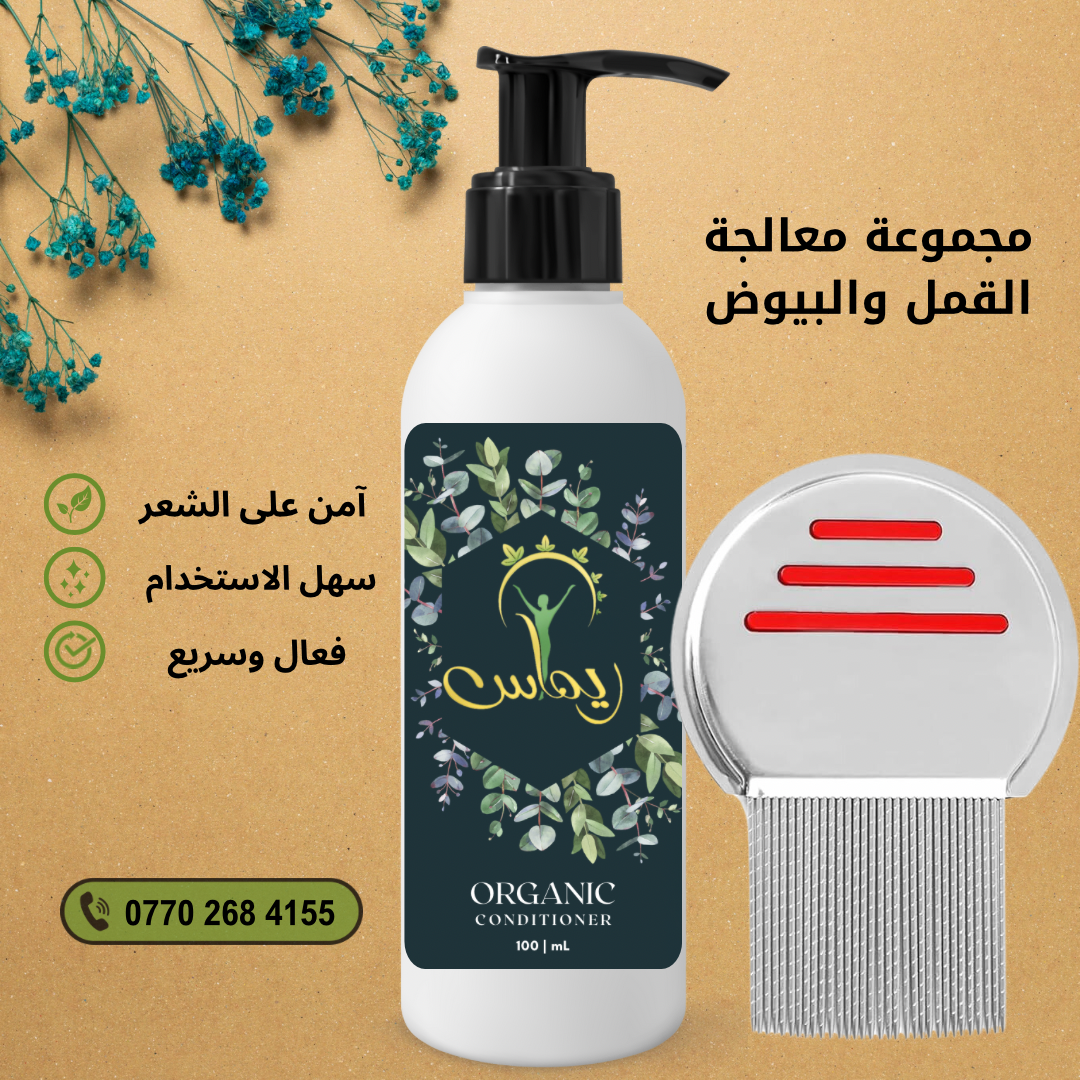 مجموعة معالجة
القمل والبيوض
آمن على الشعر
سهل الاستخدام
فعال وسريع
ريماس
ORGANIC
CONDITIONER
100 | mL
0770 268 4155